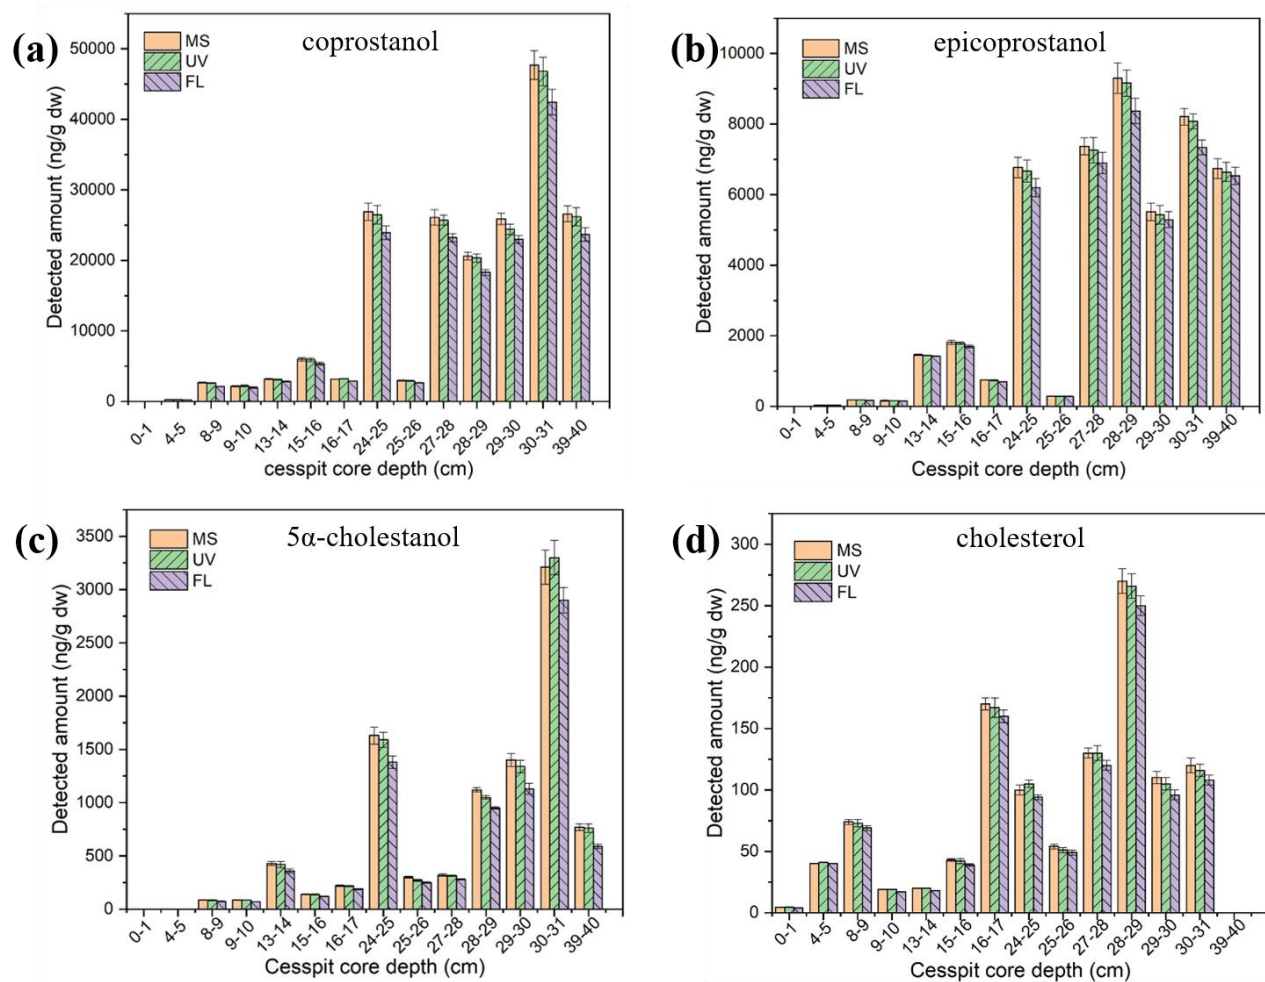 (a)
coprostanol
MS
UV
FL
Detected amount (ng/g dw)
50000
40000
30000
20000
10000
0
0-1
4-5
8-9
9-10
13-14
15-16
16-17
24-25
25-26
27-28
28-29
29-30
30-31
39-40
cesspit core depth (cm)
(b)
epicoprostanol
MS
UV
FL
Detected amount (ng/g dw)
10000
8000
6000
4000
2000
0
0-1
4-5
8-9
9-10
13-14
15-16
16-17
24-25
25-26
27-28
28-29
29-30
30-31
39-40
Cesspit core depth (cm)
(c)
5α-cholestanol
MS
UV
FL
Detected amount (ng/g dw)
3500
3000
2500
2000
1500
1000
500
0
0-1
4-5
8-9
9-10
13-14
15-16
16-17
24-25
25-26
27-28
28-29
29-30
30-31
39-40
Cesspit core depth (cm)
(d)
cholesterol
MS
UV
FL
Detected amount (ng/g dw)
300
250
200
150
100
50
0
0-1
4-5
8-9
9-10
13-14
15-16
16-17
24-25
25-26
27-28
28-29
29-30
30-31
39-40
Cesspit core depth (cm)